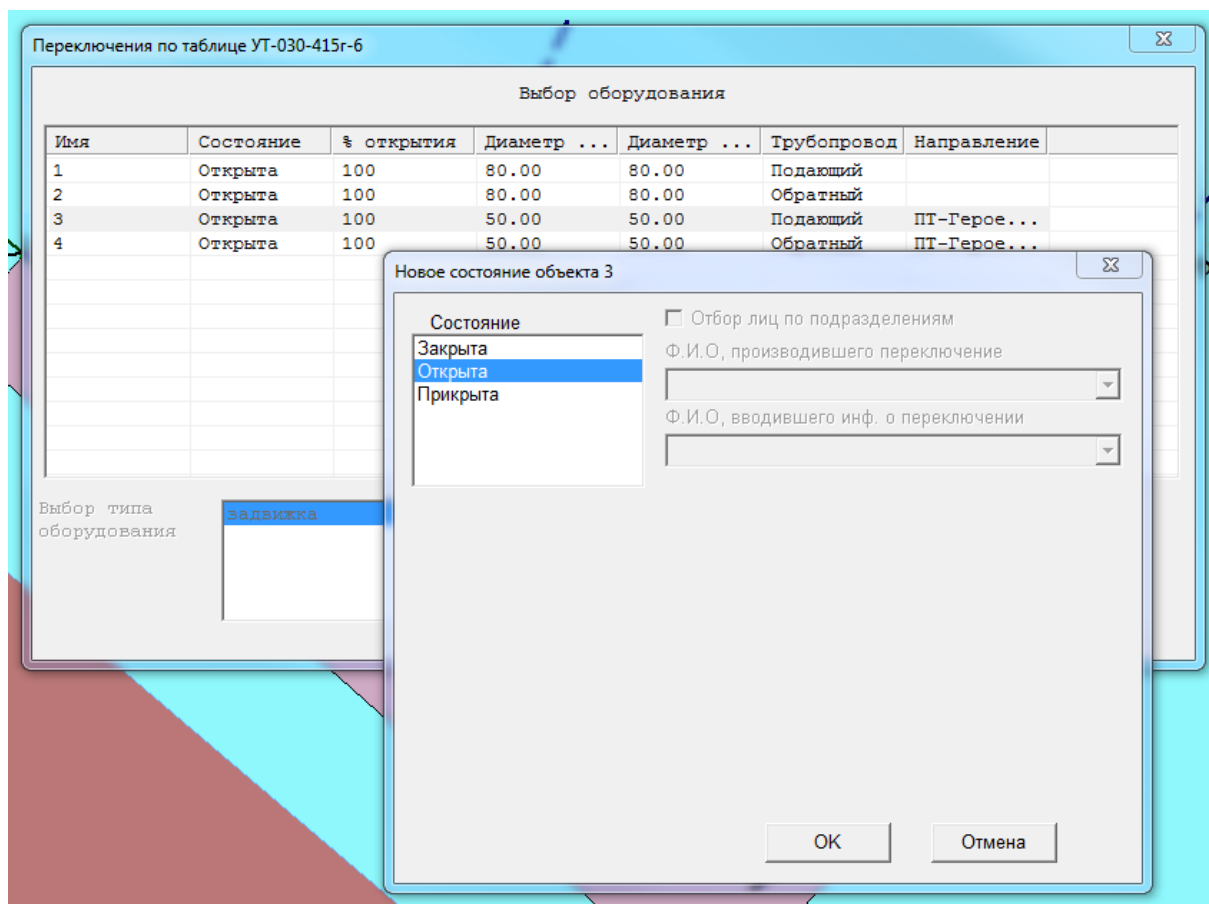 Переключения по таблице УТ-030-415г-6
Выбор оборудования
Имя Состояние % открытия Диаметр ... Диаметр ... Трубопровод Направление
1 Открыта 100 80.00 80.00 Подающий
2 Открыта 100 80.00 80.00 Обратный
3 Открыта 100 50.00 50.00 Подающий ПТ-Герое...
4 Открыта 100 50.00 50.00 Обратный ПТ-Герое...
Новое состояние объекта 3
Состояние
Закрыта
Открыта
Прикрыта
Отбор лиц по подразделениям
Ф.И.О, производившего переключение
Ф.И.О, вводившего инф. о переключении
Выбор типа
оборудования
задвижка
OK Отмена